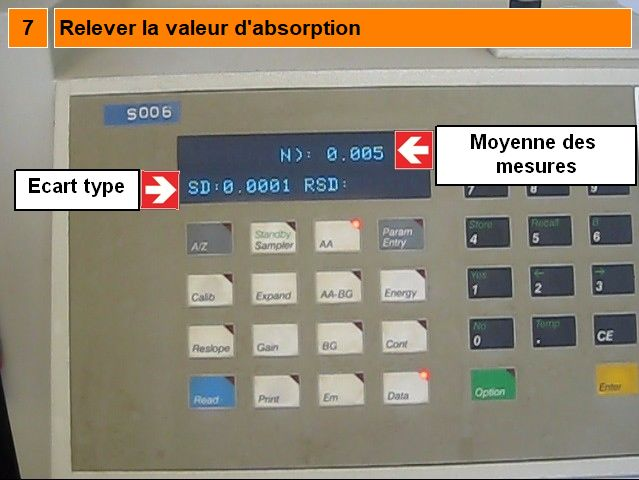 7 Relever la valeur d'absorption
S006
N): 0.005
Moyenne des
mesures
Ecart type
SD:0.0001 RSD:
7 8 9
A/Z
Standby
Sampler
AA
Param
Entry
Store
4
Recall
5
B
6
Calib
Expand
AA-BG
Energy
Yes
1
←
2
→
3
Reslope
Gain
BG
Cont
No
0
Temp
.
CE
Read
Print
Em
Data
Option
Enter